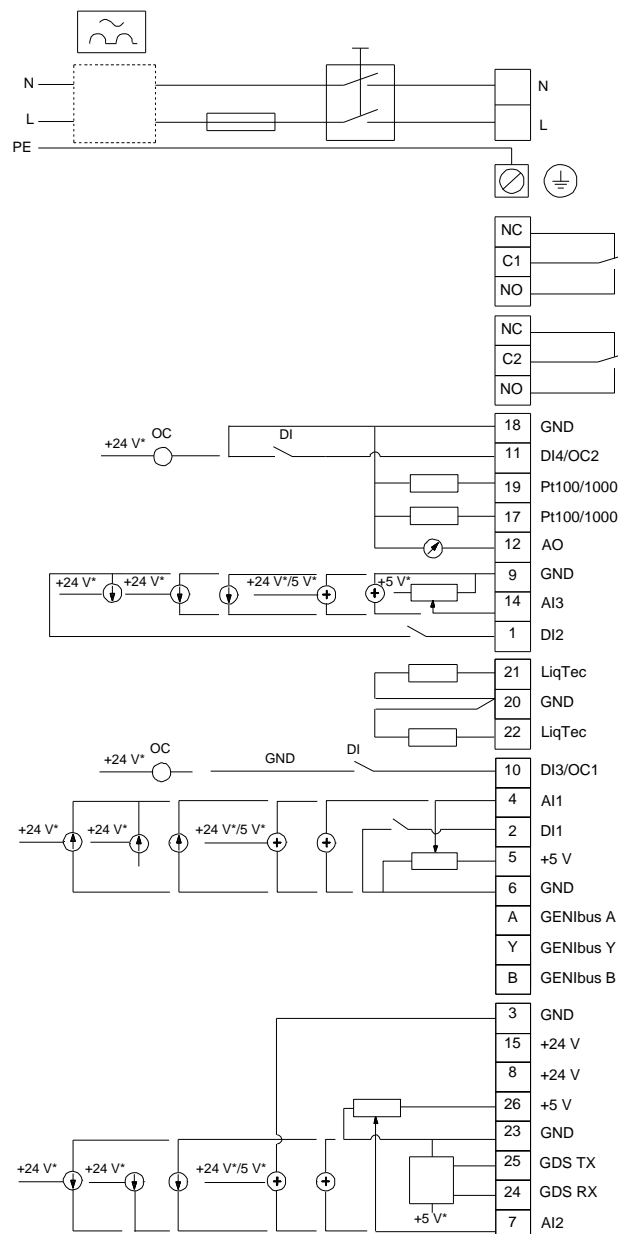 N N
L L
PE
NC
C1
NO
NC
C2
NO
18 GND
+24 V* OC DI 11 DI4/OC2
19 Pt100/1000
17 Pt100/1000
12 AO
9 GND
+24 V* +24 V* +24 V*/5 V* +5 V*
14 AI3
1 DI2
21 LiqTec
20 GND
22 LiqTec
+24 V* OC GND DI 10 DI3/OC1
4 AI1
+24 V* +24 V* +24 V*/5 V* 2 DI1
5 +5 V
6 GND
A GENIbus A
Y GENIbus Y
B GENIbus B
3 GND
15 +24 V
8 +24 V
26 +5 V
23 GND
25 GDS TX
+24 V* +24 V* +24 V*/5 V* 24 GDS RX
+5 V*
7 AI2